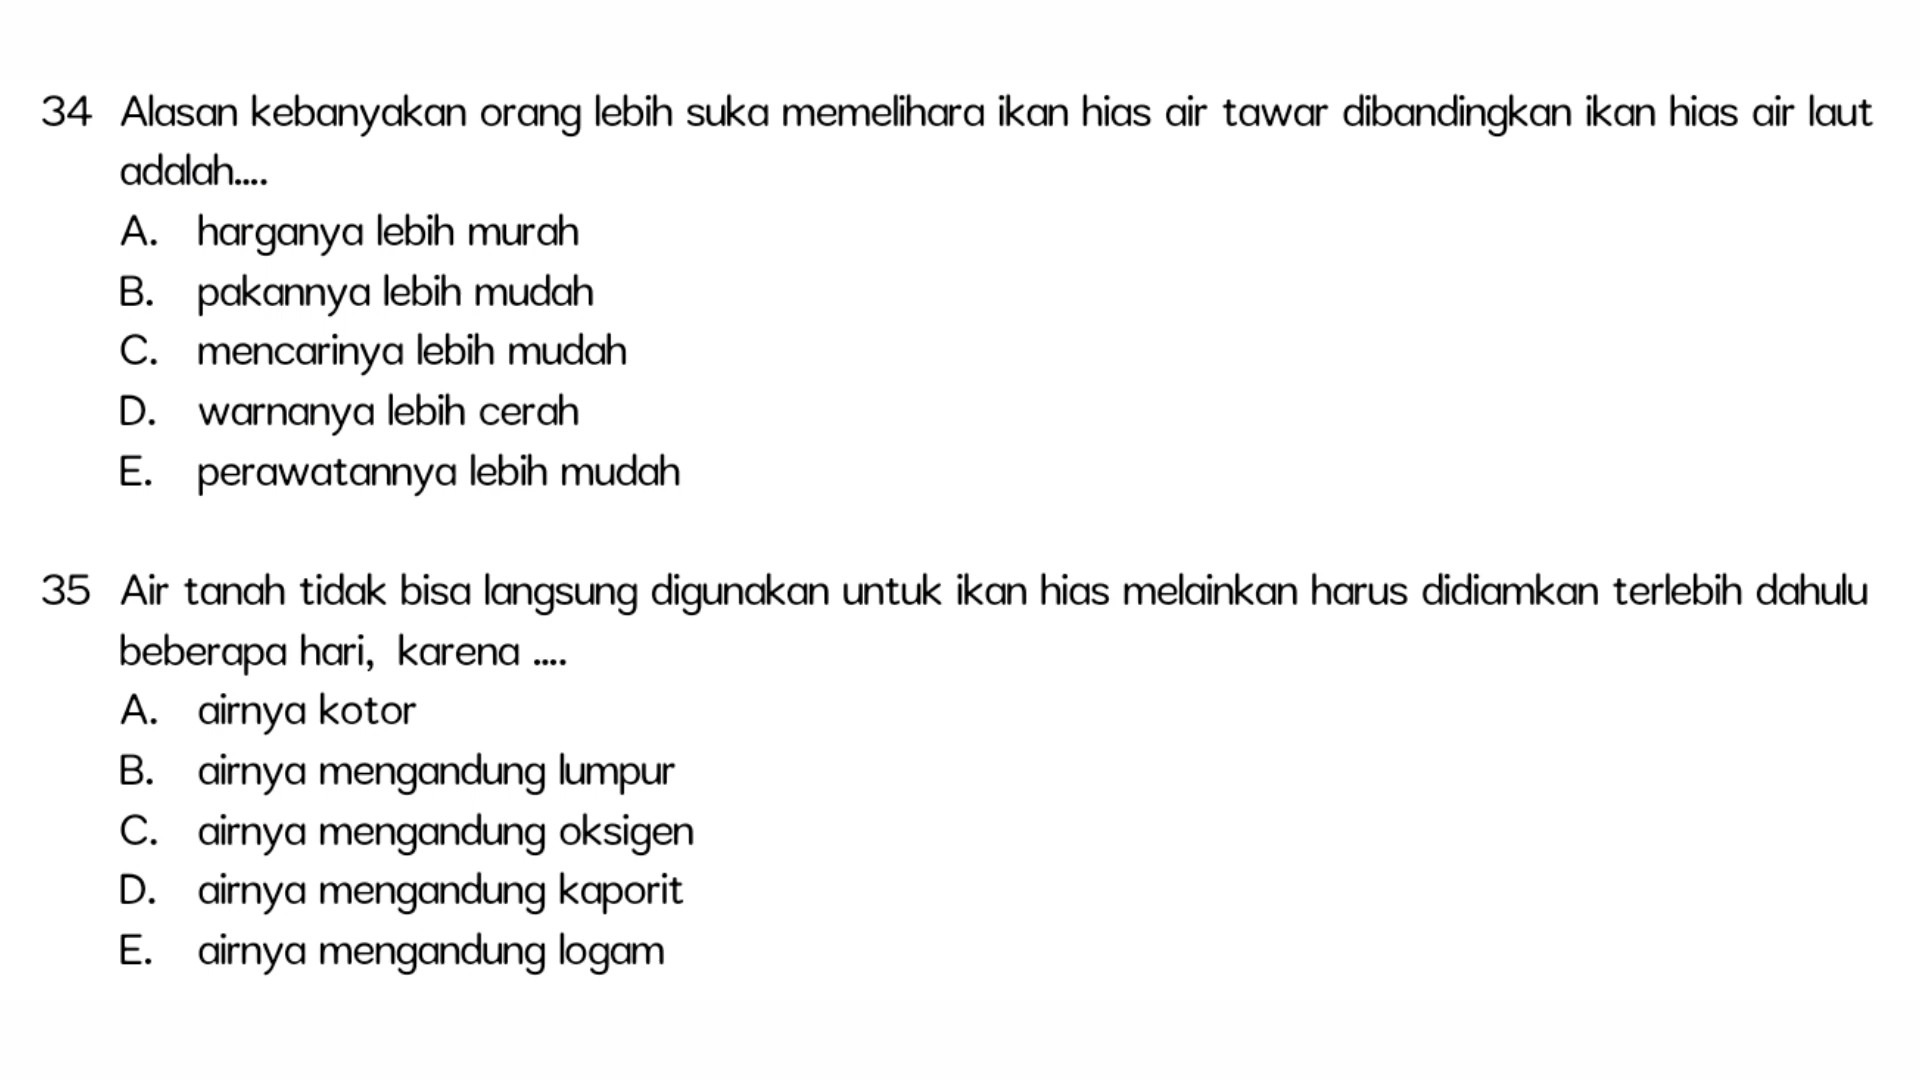 34 Alasan kebanyakan orang lebih suka memelihara ikan hias air tawar dibandingkan ikan hias air laut
adalah....
A. harganya lebih murah
B. pakannya lebih mudah
C. mencarinya lebih mudah
D. warnanya lebih cerah
E. perawatannya lebih mudah
35 Air tanah tidak bisa langsung digunakan untuk ikan hias melainkan harus didiamkan terlebih dahulu
beberapa hari, karena ....
A. airnya kotor
B. airnya mengandung lumpur
C. airnya mengandung oksigen
D. airnya mengandung kaporit
E. airnya mengandung logam